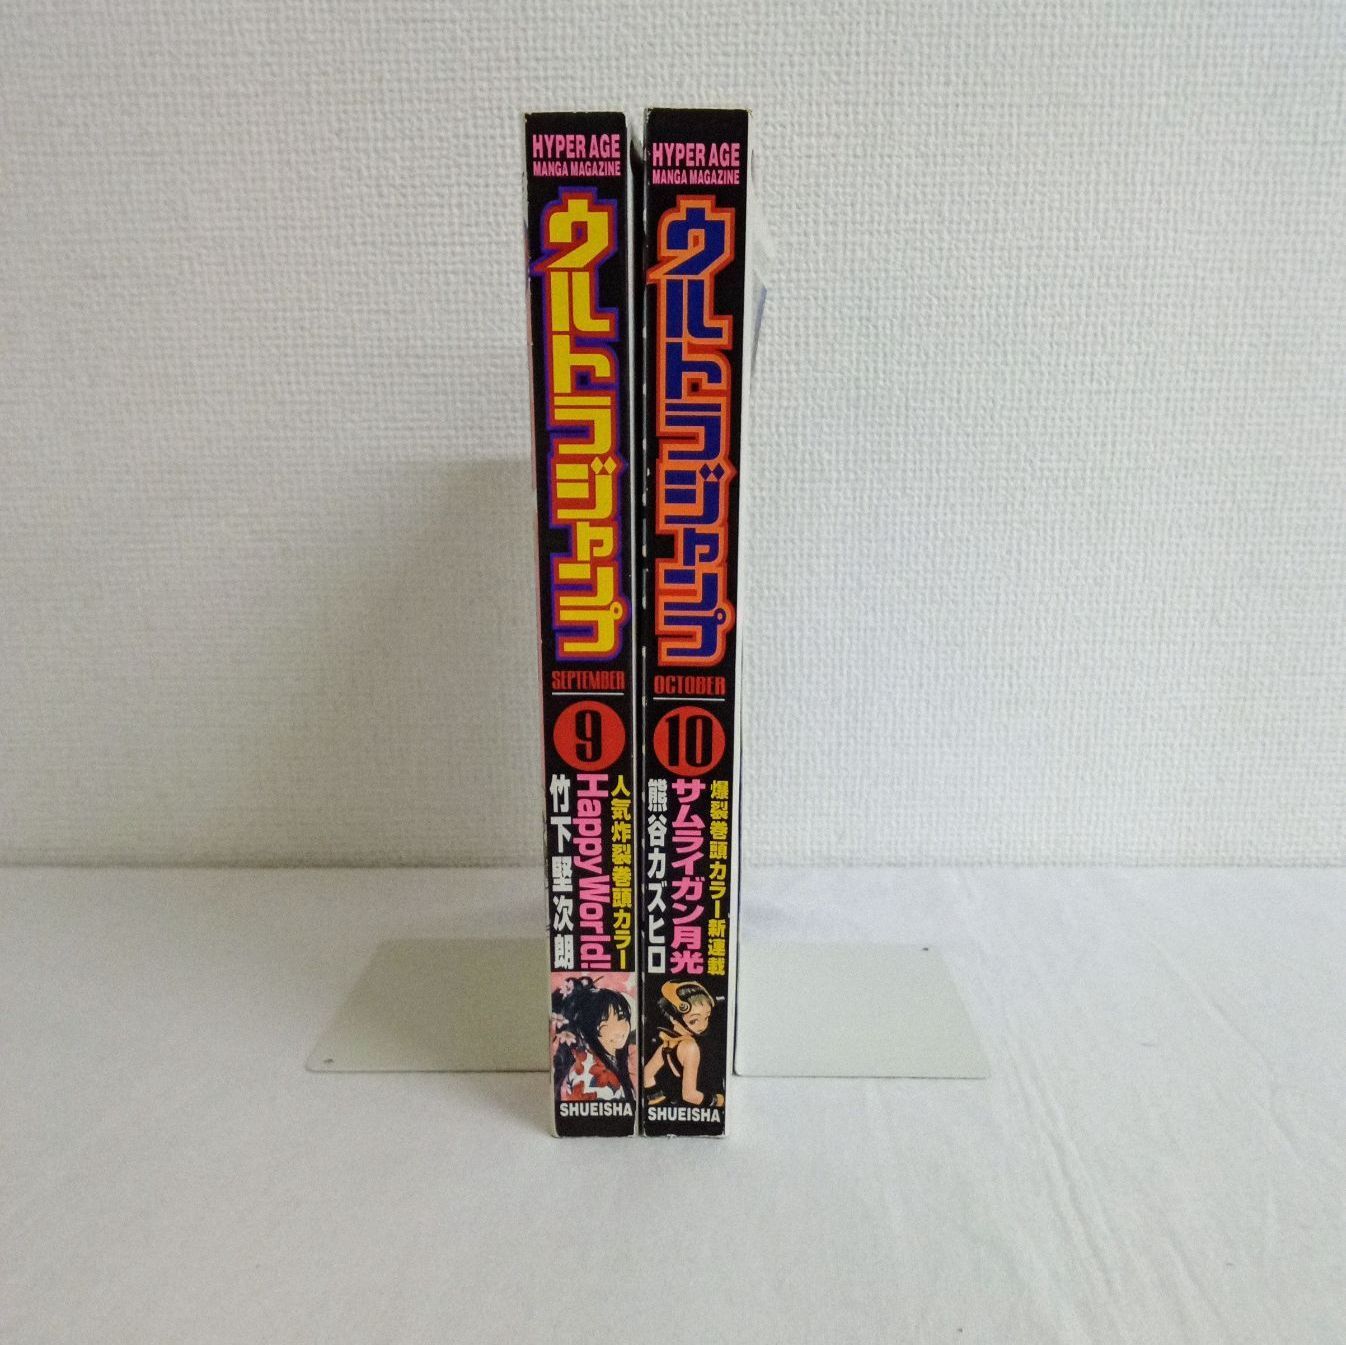 HYPER AGE
MANGA MAGAZINE
ウルトラジャンプ
SEPTEMBER
9
人気炸裂巻頭カラー
Happy World!
竹下堅次朗
SHUEISHA
HYPER AGE
MANGA MAGAZINE
ウルトラジャンプ
OCTOBER
10
爆裂巻頭カラー新連載
サムライガン月光
熊谷カズヒロ
SHUEISHA